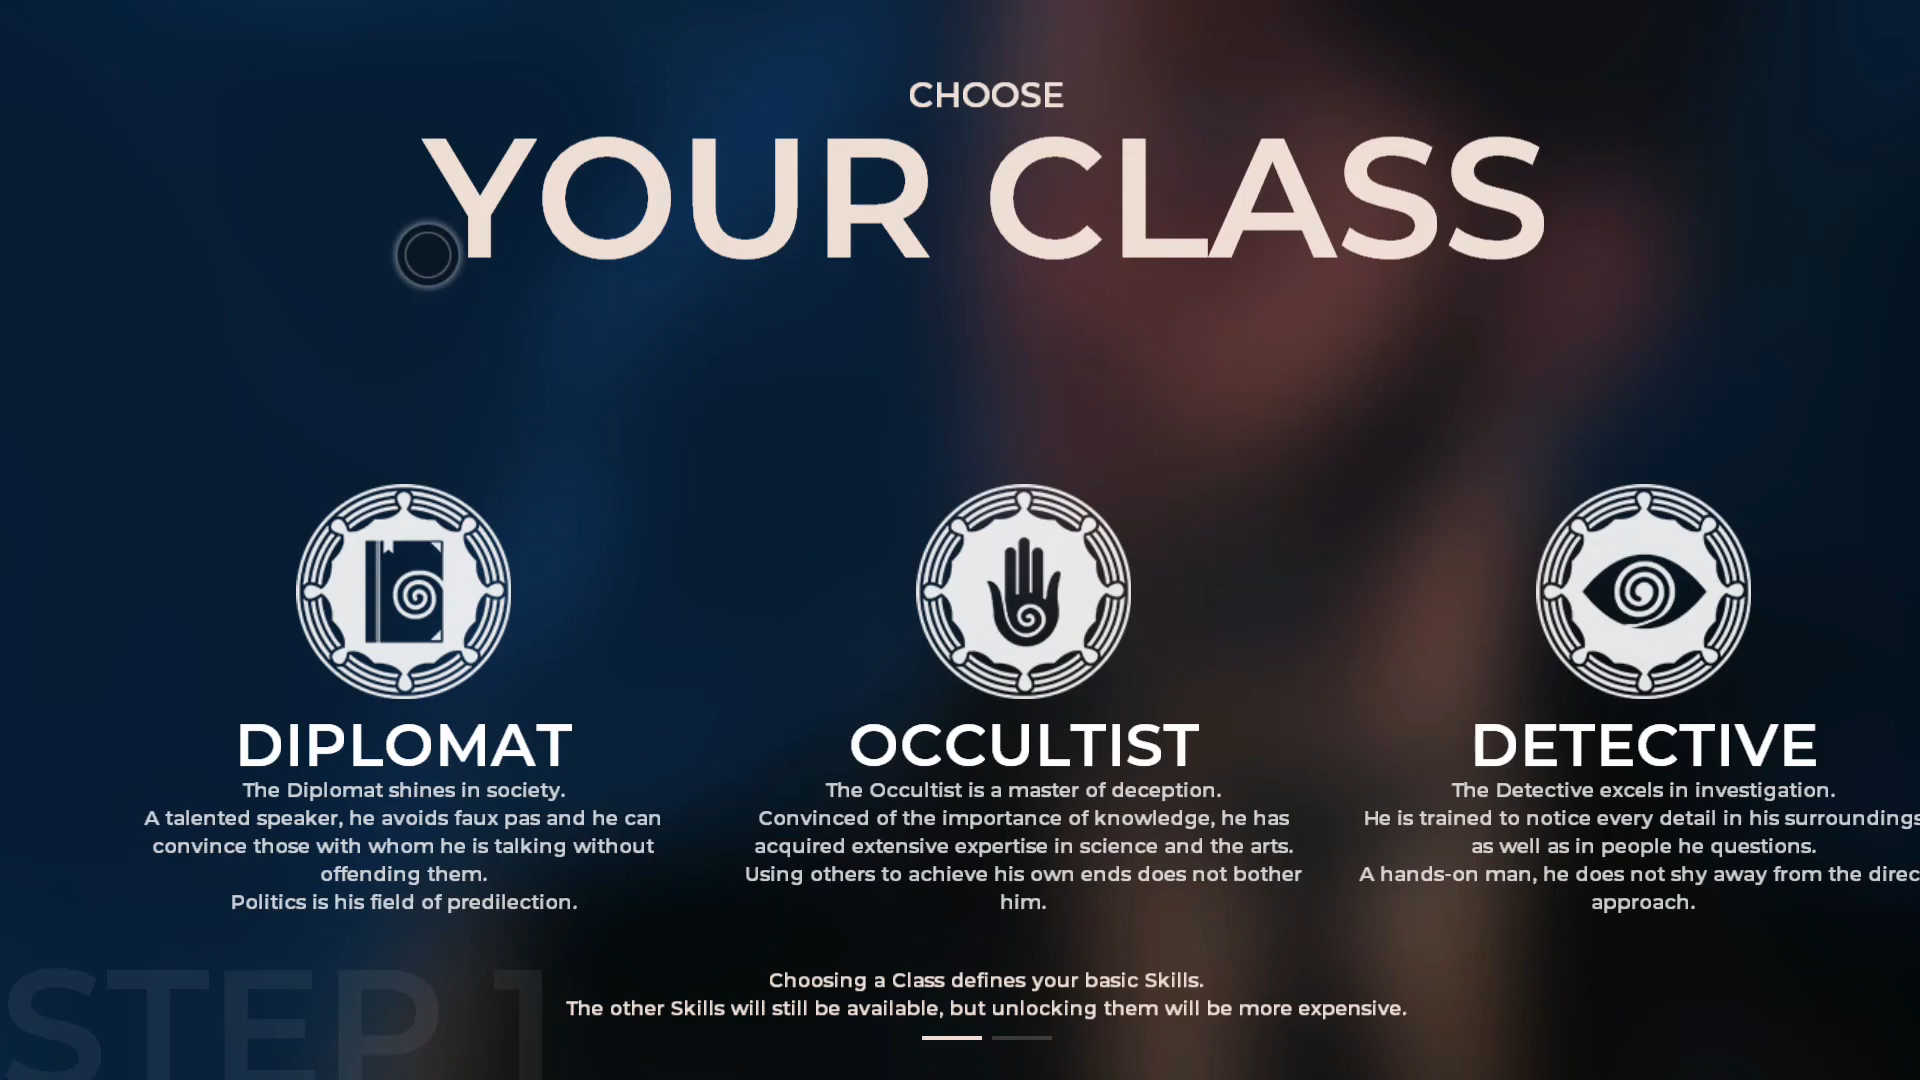 CHOOSE
YOUR CLASS
DIPLOMAT
The Diplomat shines in society.
A talented speaker, he avoids faux pas and he can
convince those with whom he is talking without
offending them.
Politics is his field of predilection.
OCCULTIST
The Occultist is a master of deception.
Convinced of the importance of knowledge, he has
acquired extensive expertise in science and the arts.
Using others to achieve his own ends does not bother
him.
DETECTIVE
The Detective excels in investigation.
He is trained to notice every detail in his surroundings
as well as in people he questions.
A hands-on man, he does not shy away from the direc
approach.
Choosing a Class defines your basic Skills.
The other Skills will still be available, but unlocking them will be more expensive.
STEP 1